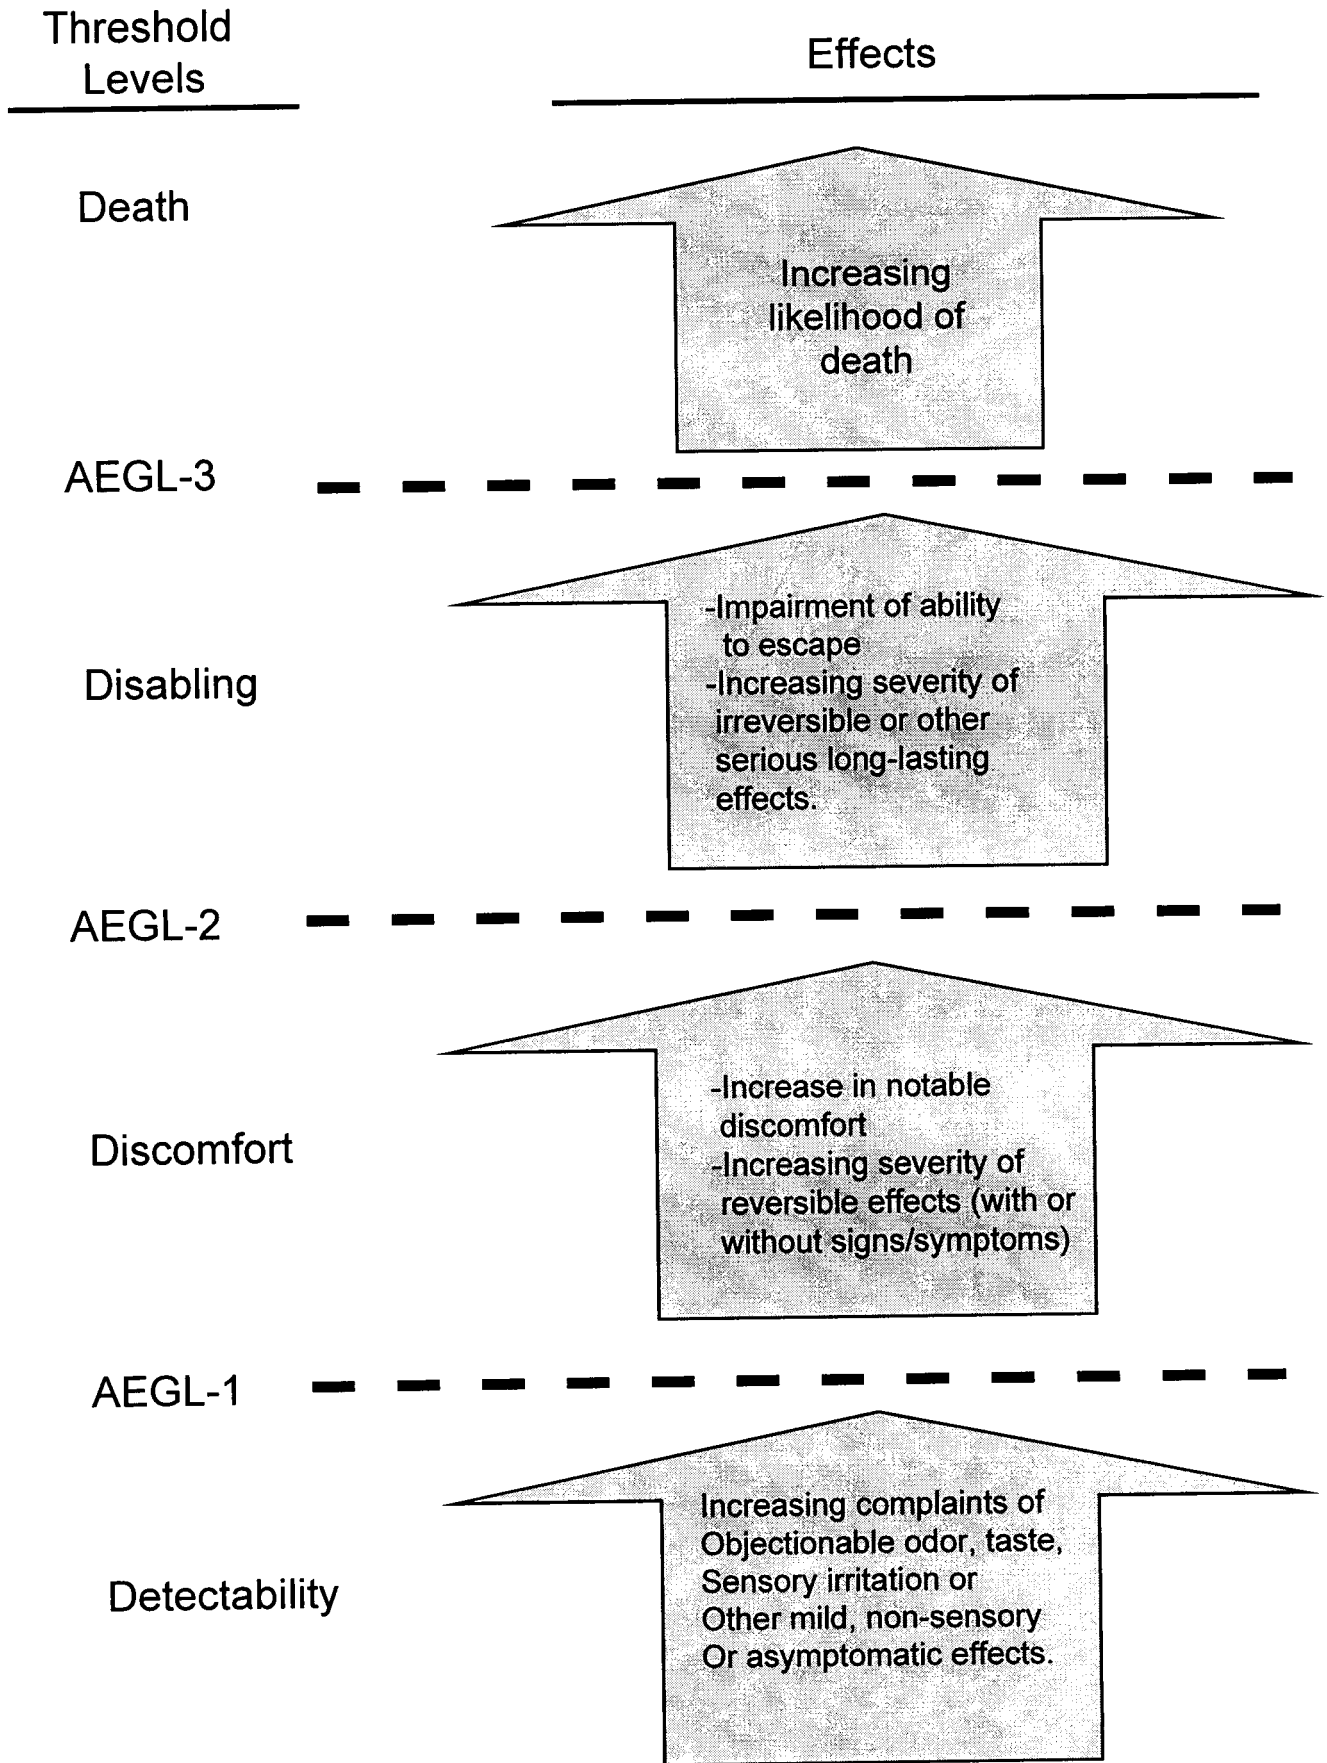 Threshold
Levels
Effects
Death
Increasing
likelihood of
death
AEGL-3
Disabling
-Impairment of ability
to escape
-Increasing severity of
irreversible or other
serious long-lasting
effects.
AEGL-2
Discomfort
-Increase in notable
discomfort
-Increasing severity of
reversible effects (with or
without signs/symptoms)
AEGL-1
Detectability
Increasing complaints of
Objectionable odor, taste,
Sensory irritation or
Other mild, non-sensory
Or asymptomatic effects.